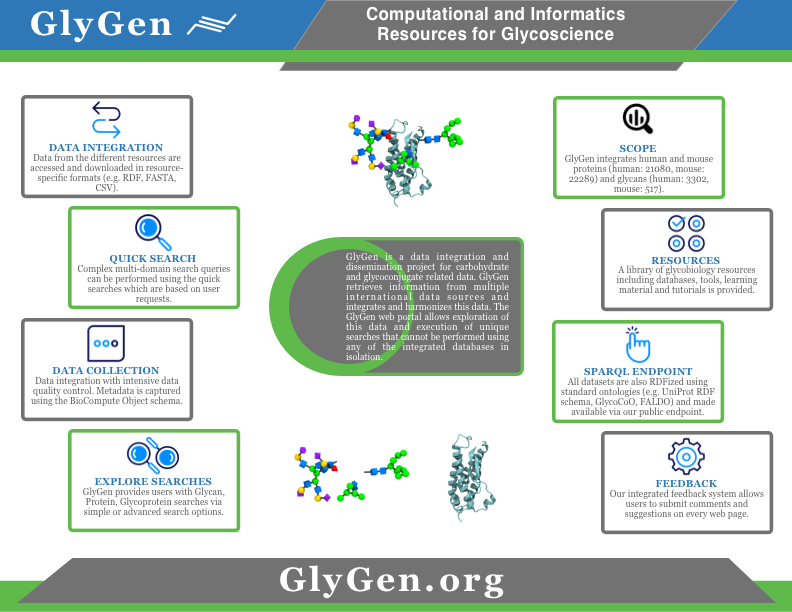 GlyGen
Computational and Informatics
Resources for Glycoscience
DATA INTEGRATION
Data from the different resources are
accessed and downloaded in resource-
specific formats (e.g. RDF, FASTA,
CSV).
QUICK SEARCH
Complex multi-domain search queries
can be performed using the quick
searches which are based on user
requests.
DATA COLLECTION
Data integration with intensive data
quality control. Metadata is captured
using the BioCompute Object schema.
EXPLORE SEARCHES
GlyGen provides users with Glycan,
Protein, Glycoprotein searches via
simple or advanced search options.
GlyGen is a data integration and
dissemination project for carbohydrate
and glycoconjugate related data. GlyGen
retrieves information from multiple
international data sources and
integrates and harmonizes this data. The
GlyGen web portal allows exploration of
this data and execution of unique
searches that cannot be performed using
any of the integrated databases in
isolation.
SCOPE
GlyGen integrates human and mouse
proteins (human: 21080, mouse:
22289) and glycans (human: 3302,
mouse: 517).
RESOURCES
A library of glycobiology resources
including databases, tools, learning
material and tutorials is provided.
SPARQL ENDPOINT
All datasets are also RDFized using
standard ontologies (e.g. UniProt RDF
schema, GlycoCoO, FALDO) and made
available via our public endpoint.
FEEDBACK
Our integrated feedback system allows
users to submit comments and
suggestions on every web page.
GlyGen.org